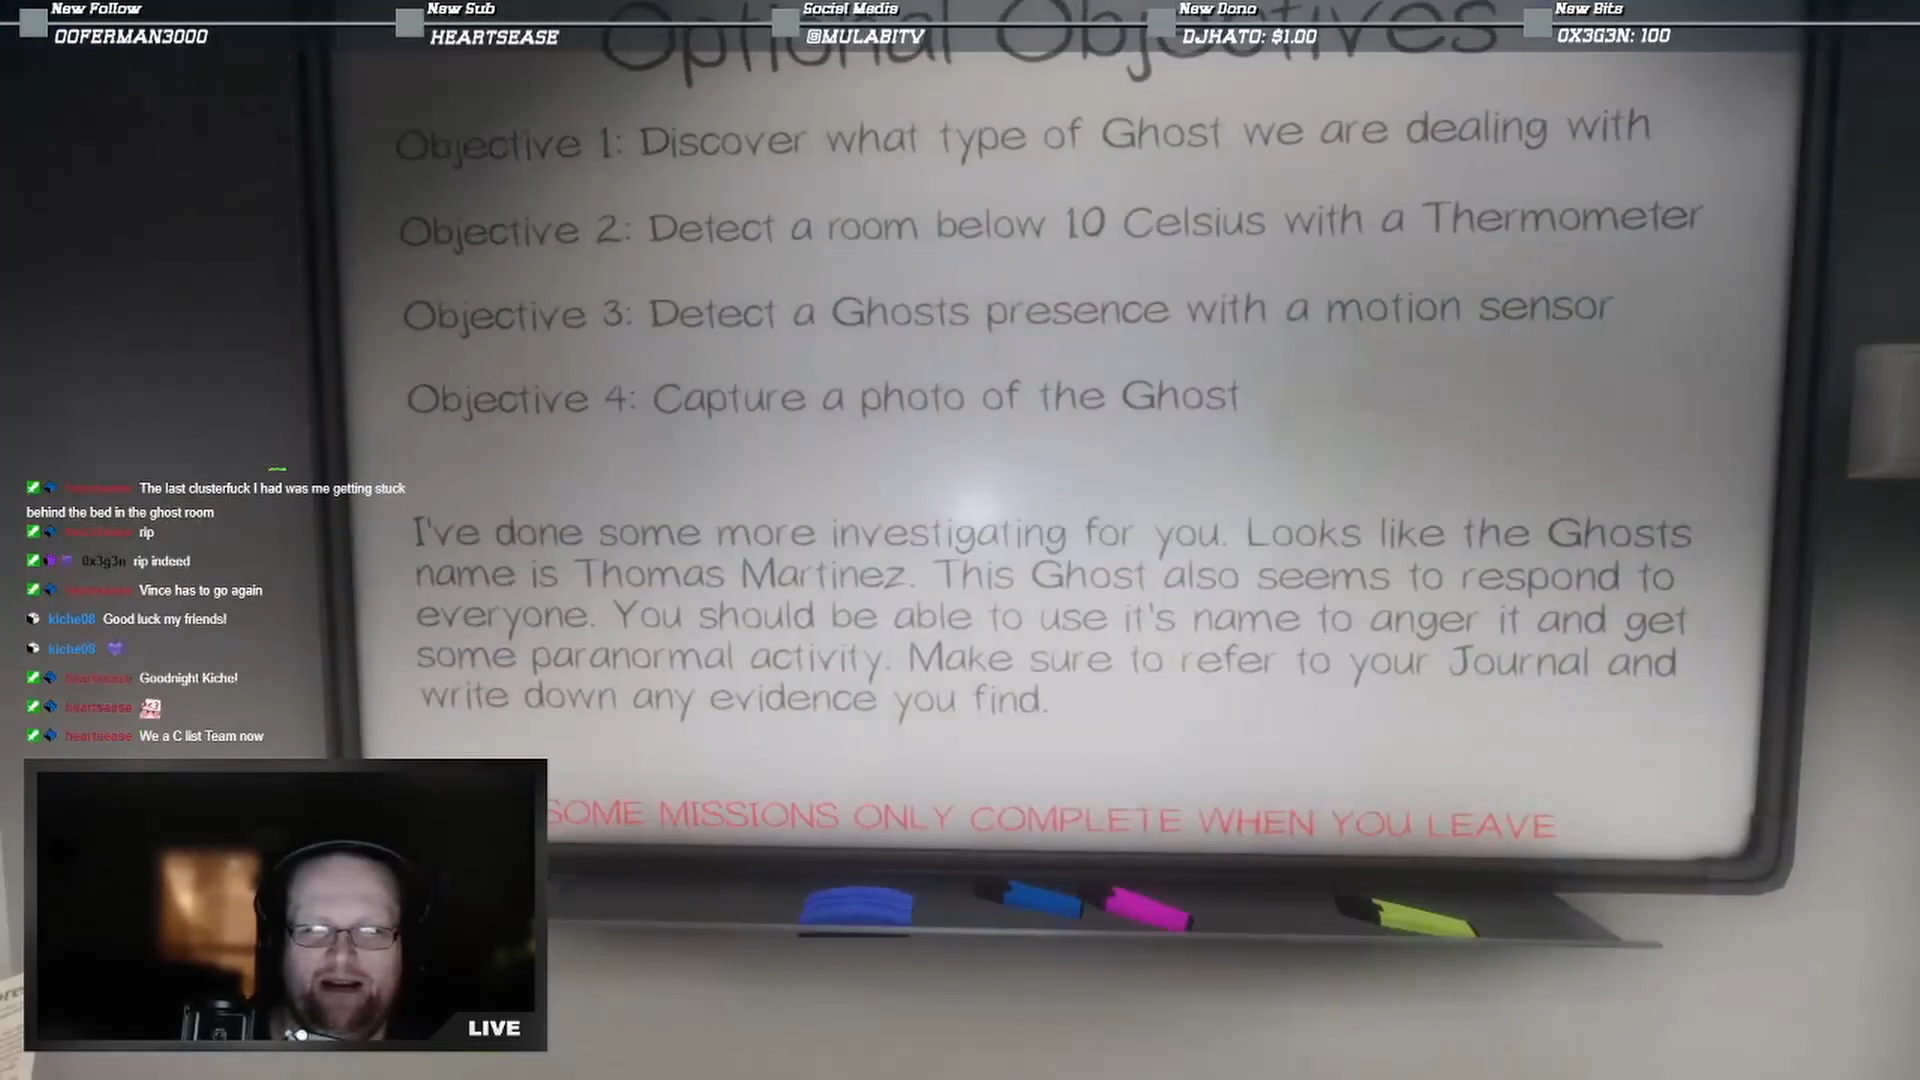 New Follow
OOFERMAN3000
New Sub
HEARTSEASE
Social Media
@MULABITV
New Dono
DJHATO: $1.00
New Bits
0X3G3N: 100
Optional Objectives
Objective 1: Discover what type of Ghost we are dealing with
Objective 2: Detect a room below 10 Celsius with a Thermometer
Objective 3: Detect a Ghosts presence with a motion sensor
Objective 4: Capture a photo of the Ghost
I've done some more investigating for you. Looks like the Ghosts
name is Thomas Martinez. This Ghost also seems to respond to
everyone. You should be able to use it's name to anger it and get
some paranormal activity. Make sure to refer to your Journal and
write down any evidence you find.
SOME MISSIONS ONLY COMPLETE WHEN YOU LEAVE
heartsease The last clusterfuck I had was me getting stuck
behind the bed in the ghost room
heartsease rip
0x3g3n rip indeed
heartsease Vince has to go again
kiche08 Good luck my friends!
kiche08
heartsease Goodnight Kiche!
heartsease
heartsease We a C list Team now
LIVE